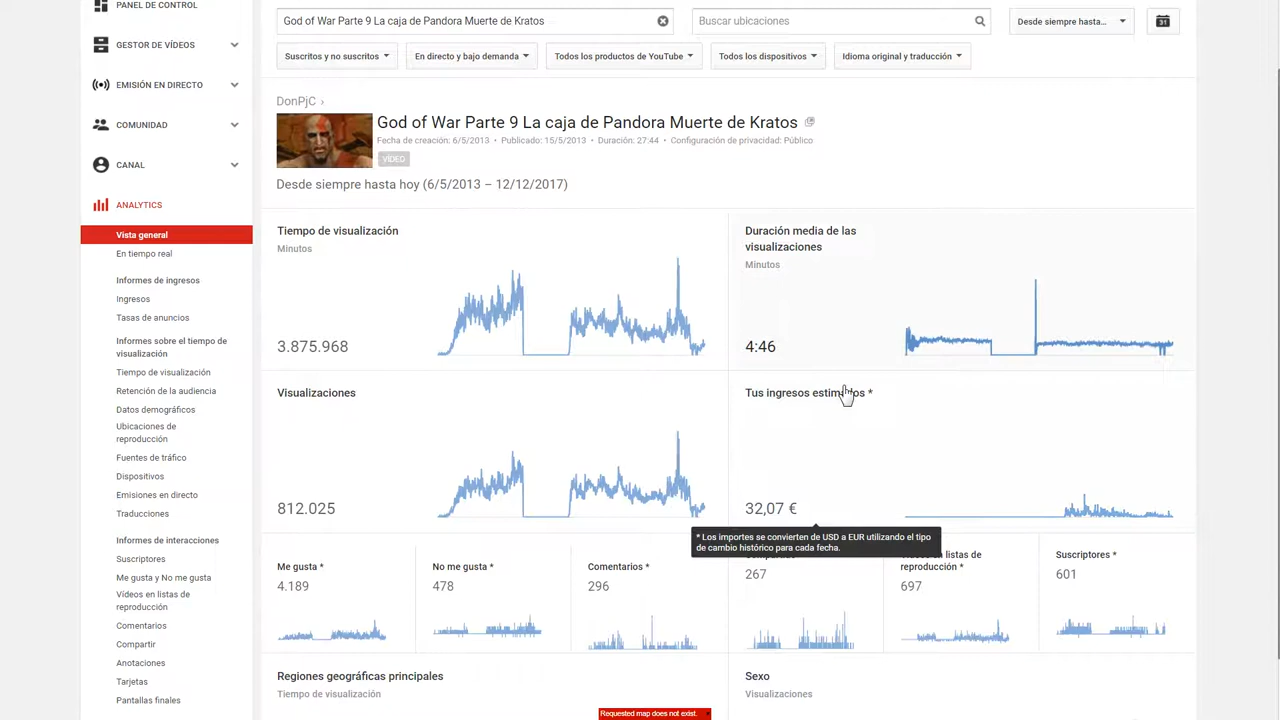 PANEL DE CONTROL
GESTOR DE VÍDEOS
EMISIÓN EN DIRECTO
COMUNIDAD
CANAL
ANALYTICS
Vista general
En tiempo real
Informes de ingresos
Ingresos
Tasas de anuncios
Informes sobre el tiempo de
visualización
Tiempo de visualización
Retención de la audiencia
Datos demográficos
Ubicaciones de
reproducción
Fuentes de tráfico
Dispositivos
Emisiones en directo
Traducciones
Informes de interacciones
Suscriptores
Me gusta y No me gusta
Vídeos en listas de
reproducción
Comentarios
Compartir
Anotaciones
Tarjetas
Pantallas finales
God of War Parte 9 La caja de Pandora Muerte de Kratos
Buscar ubicaciones
Desde siempre hasta...
31
Suscritos y no suscritos
En directo y bajo demanda
Todos los productos de YouTube
Todos los dispositivos
Idioma original y traducción
DonPjC ›
God of War Parte 9 La caja de Pandora Muerte de Kratos
Fecha de creación: 6/5/2013 • Publicado: 15/5/2013 • Duración: 27:44 • Configuración de privacidad: Público
VÍDEO
Desde siempre hasta hoy (6/5/2013 – 12/12/2017)
Tiempo de visualización
Minutos
3.875.968
Duración media de las
visualizaciones
Minutos
4:46
Visualizaciones
812.025
Tus ingresos estimados *
32,07 €
* Los importes se convierten de USD a EUR utilizando el tipo
de cambio histórico para cada fecha.
Me gusta *
4.189
No me gusta *
478
Comentarios *
296
267
listas de
reproducción *
697
Suscriptores *
601
Regiones geográficas principales
Tiempo de visualización
Requested map does not exist.
Sexo
Visualizaciones